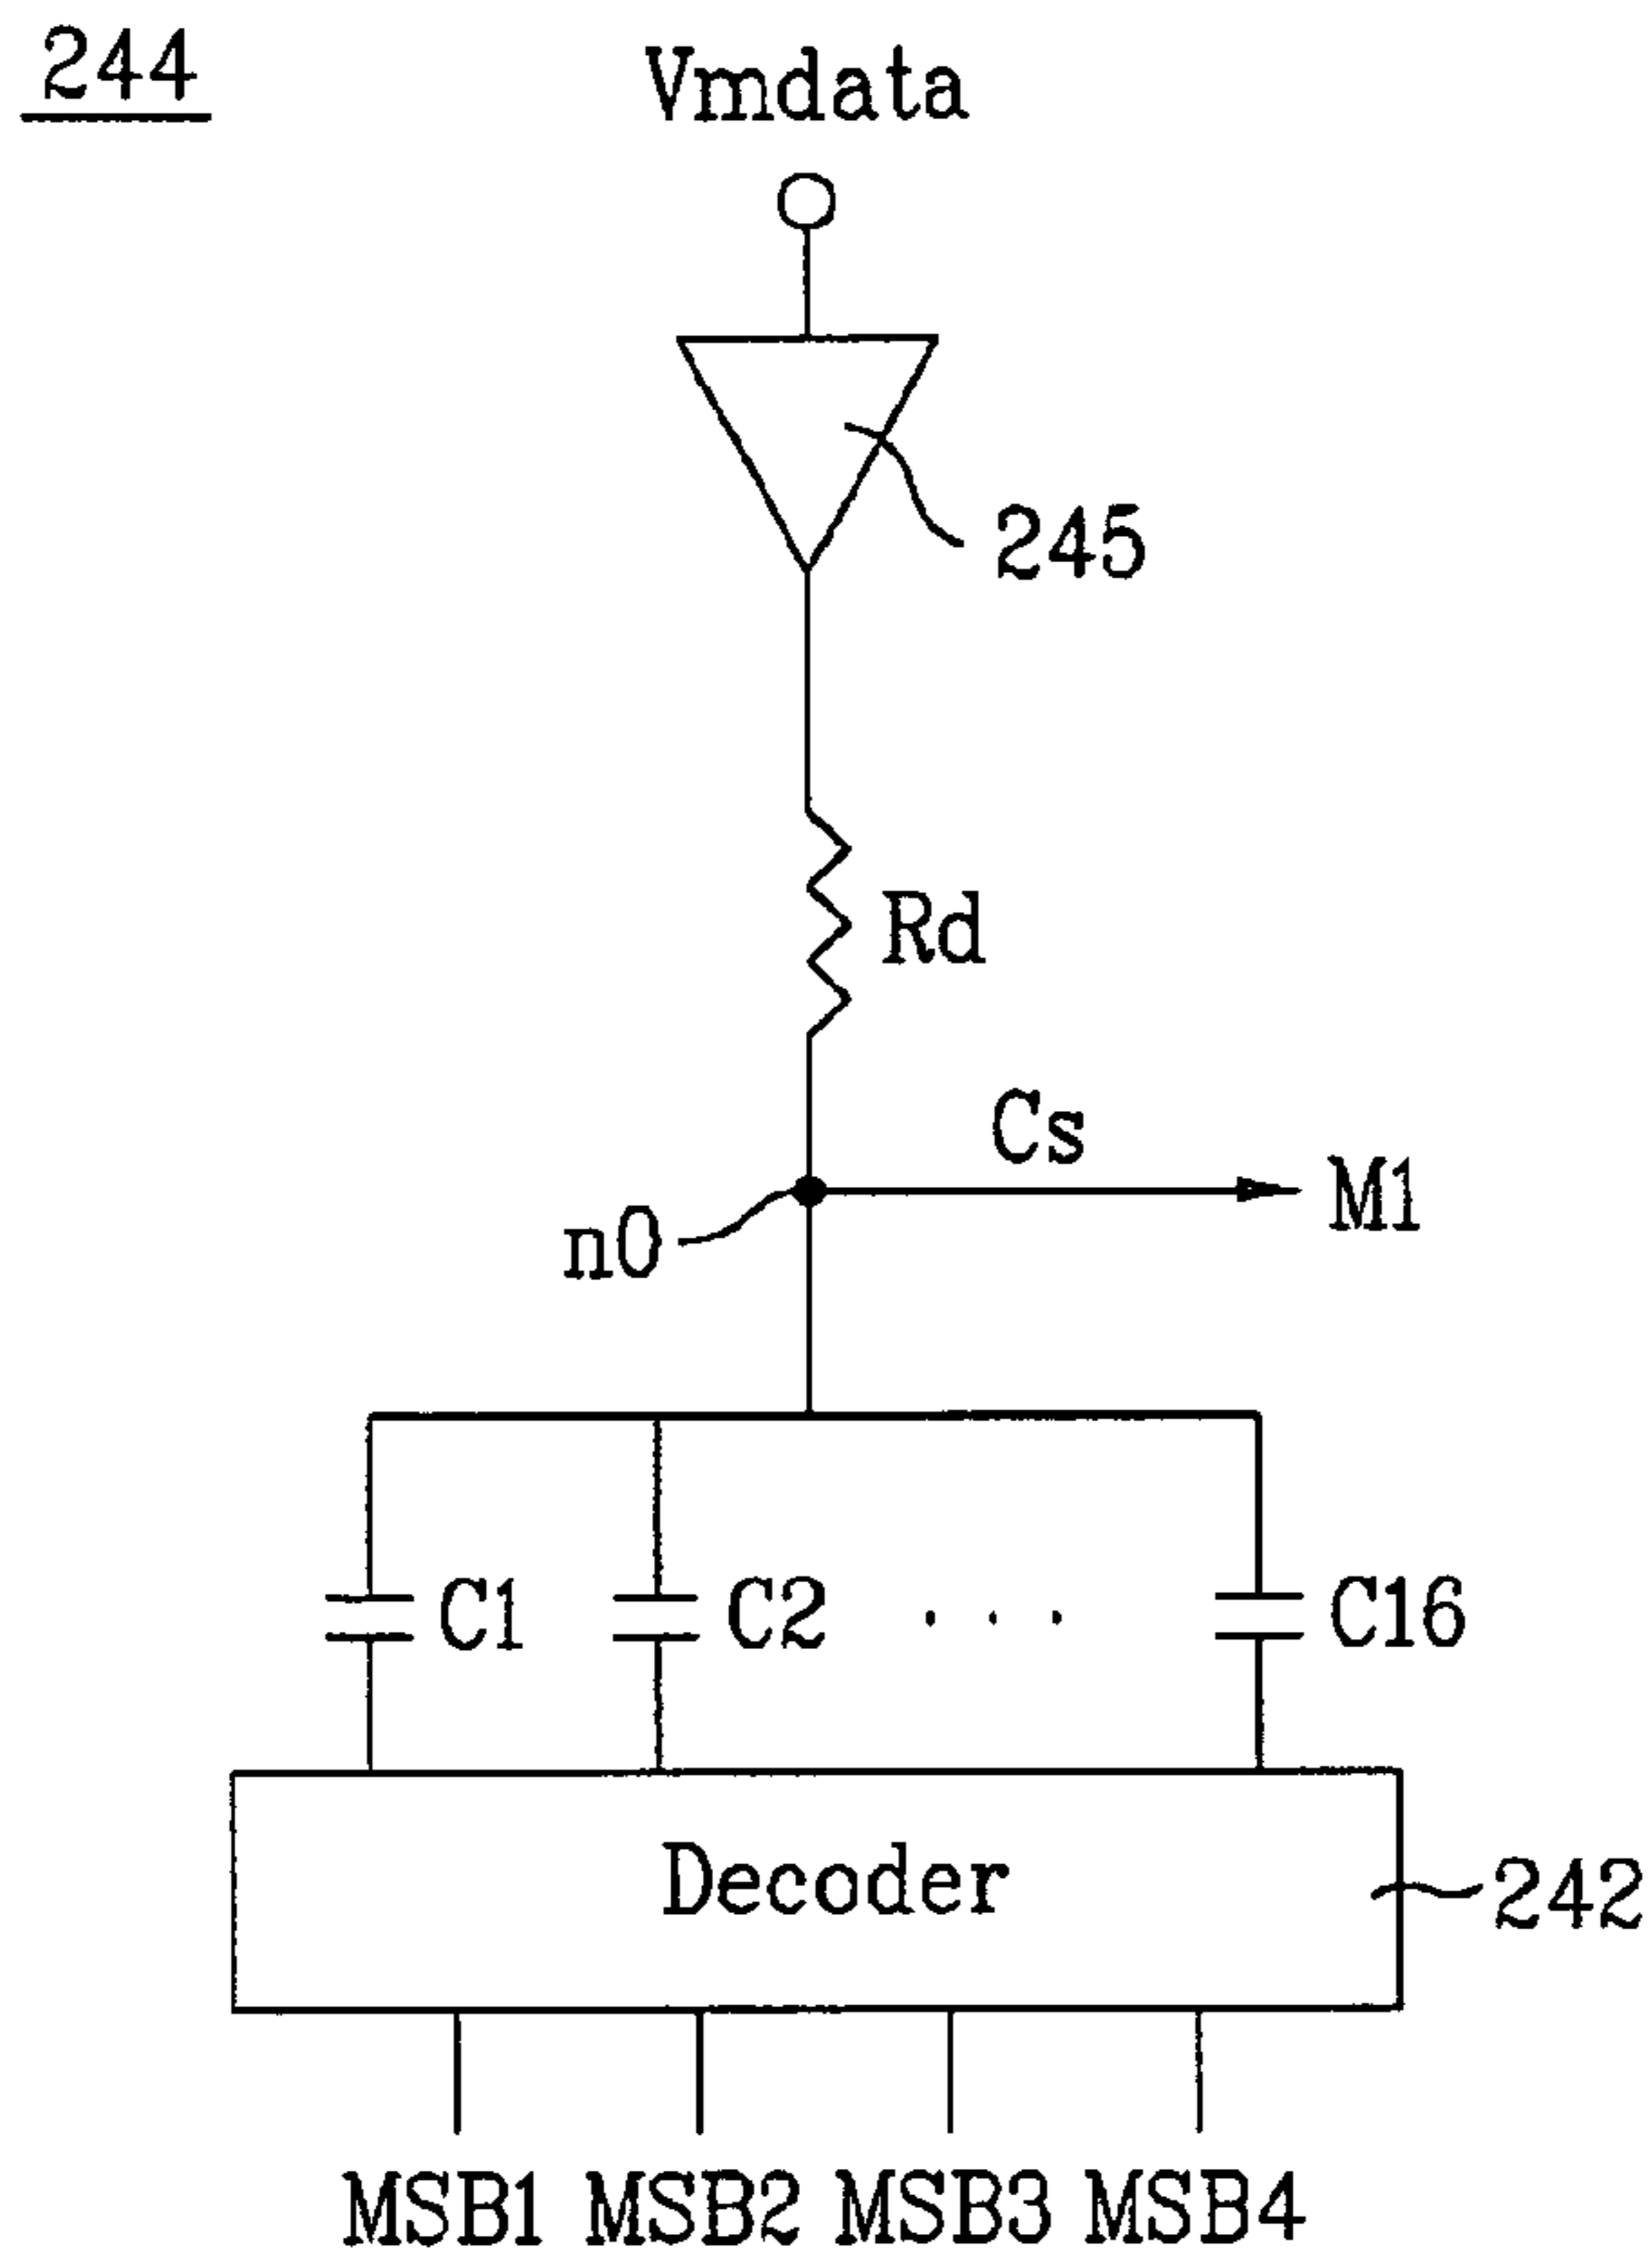 244
Vmdata
245
Rd
Cs
M1
n0
C1 C2 . . . C16
Decoder
242
MSB1 MSB2 MSB3 MSB4